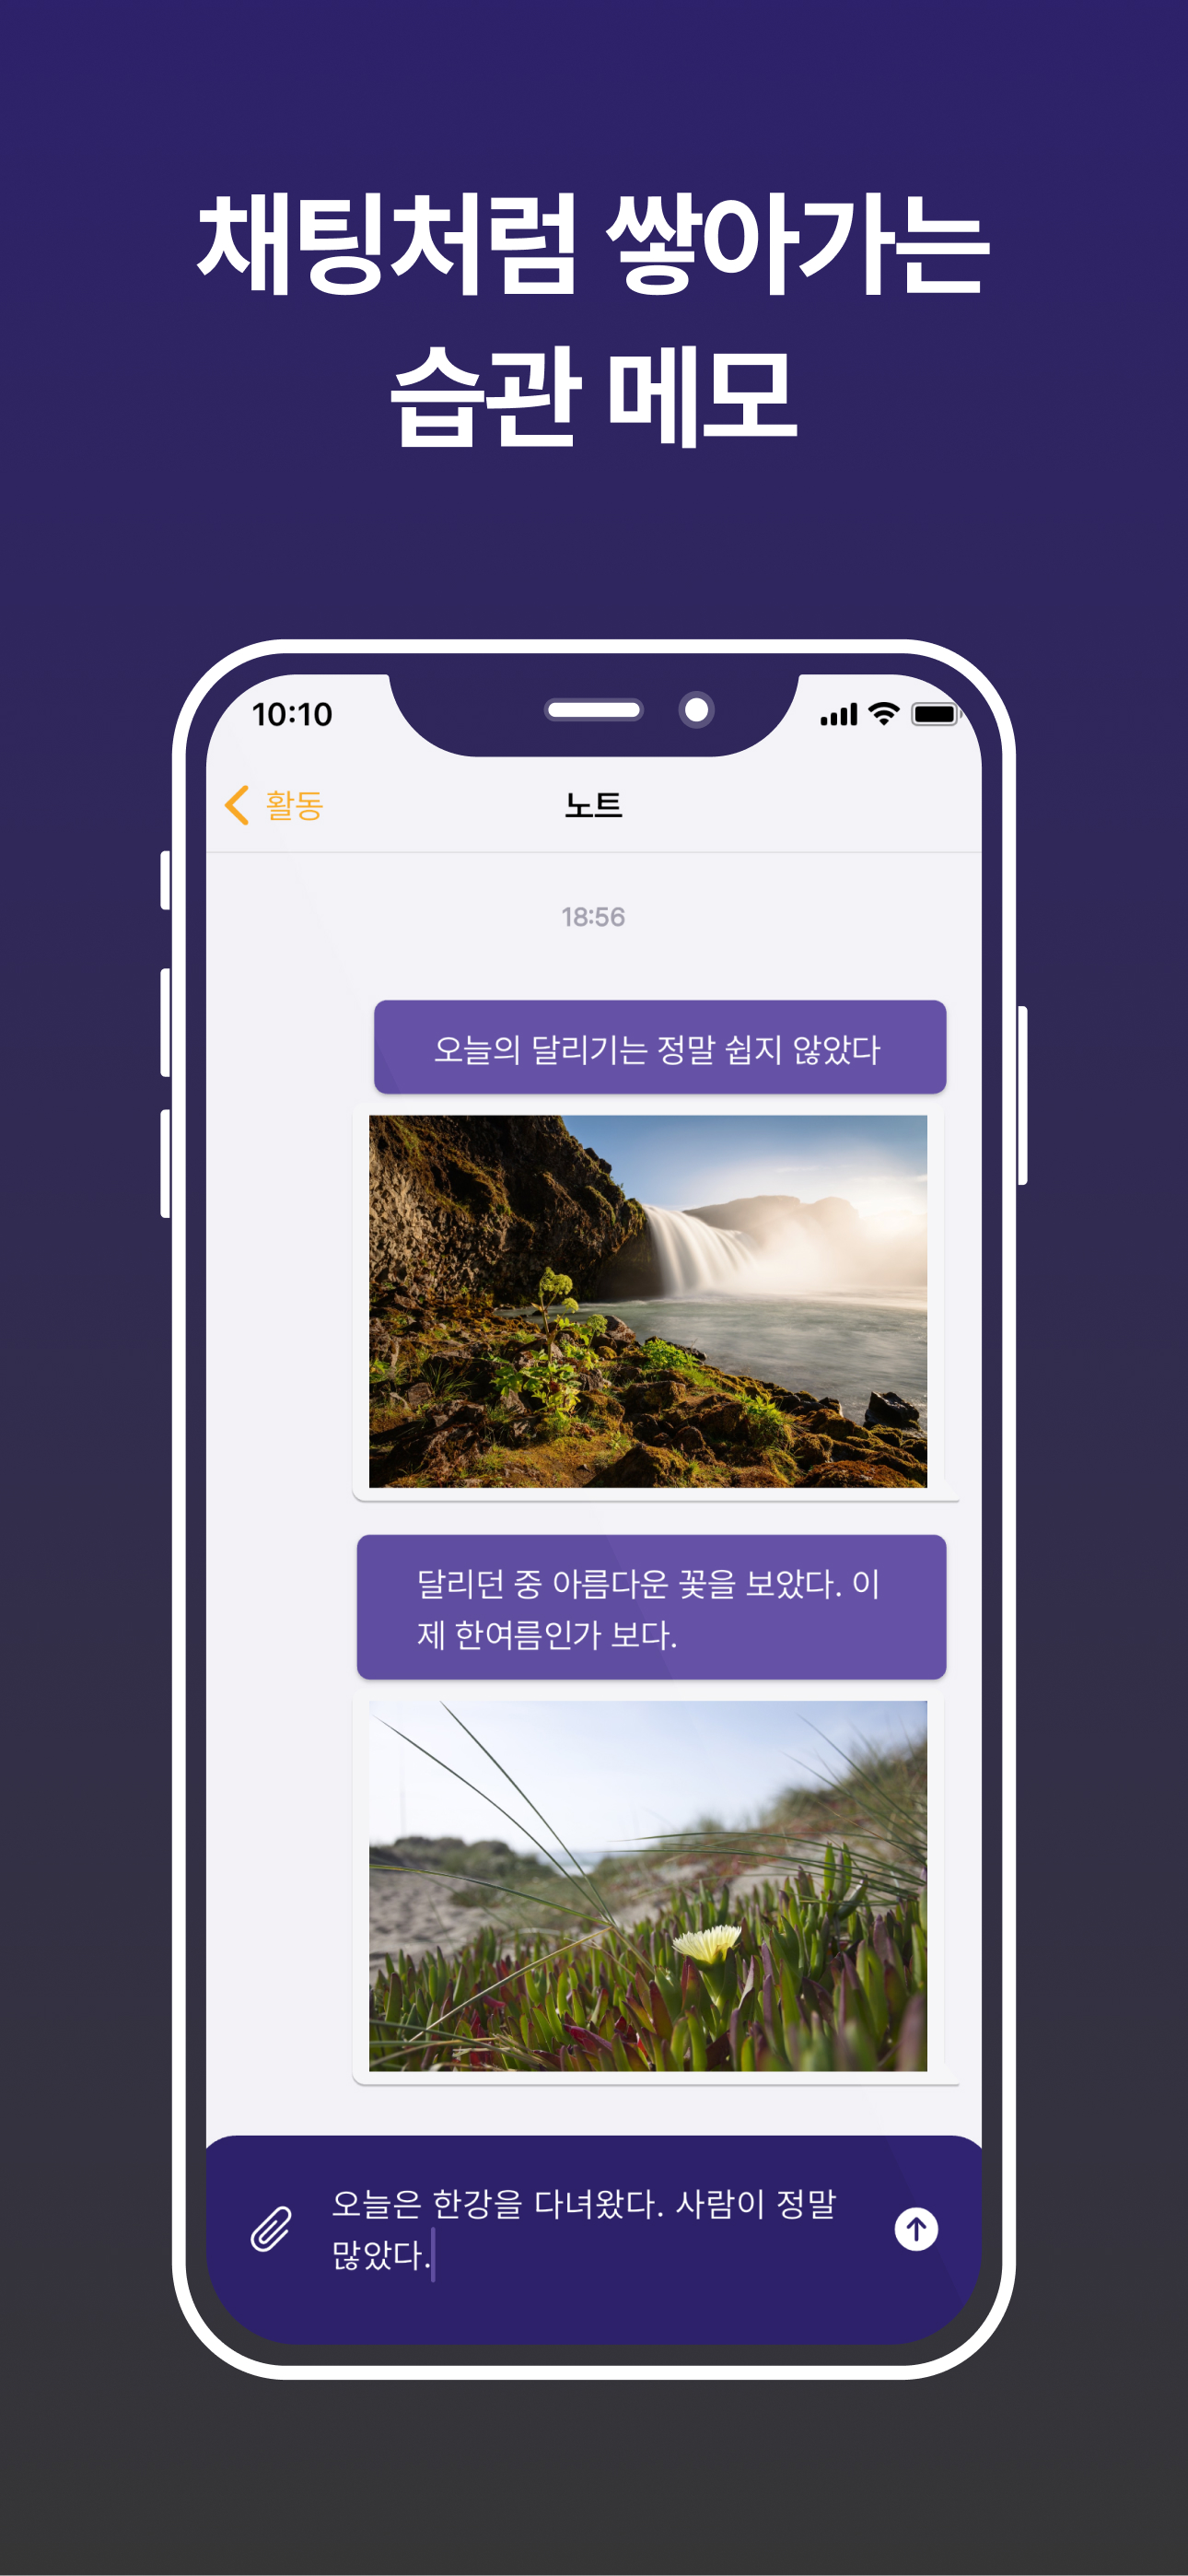 채팅처럼 쌓아가는
습관 메모
10:10
활동
노트
18:56
오늘의 달리기는 정말 쉽지 않았다
달리던 중 아름다운 꽃을 보았다. 이
제 한여름인가 보다.
오늘은 한강을 다녀왔다. 사람이 정말
많았다.